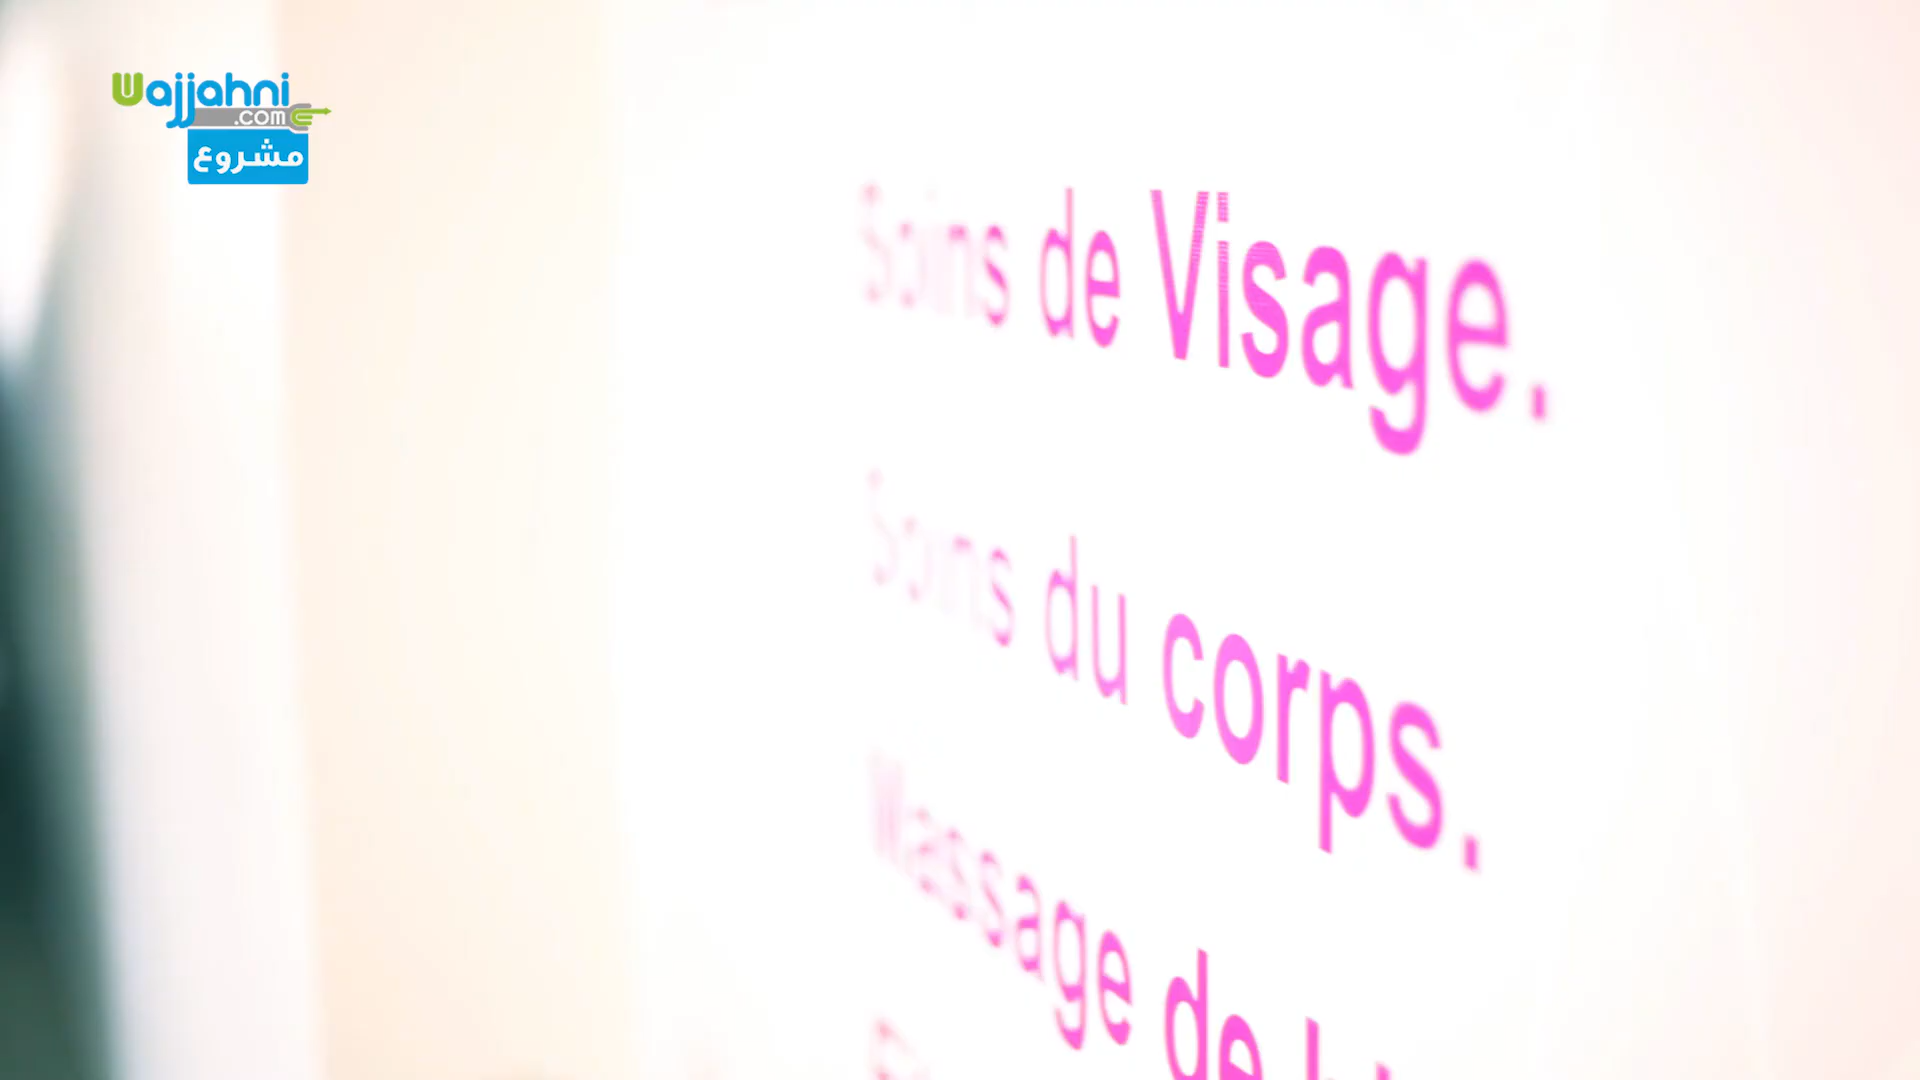 Wajjahni
.com
مشروع
Soins de Visage.
Soins du corps.
Massage de